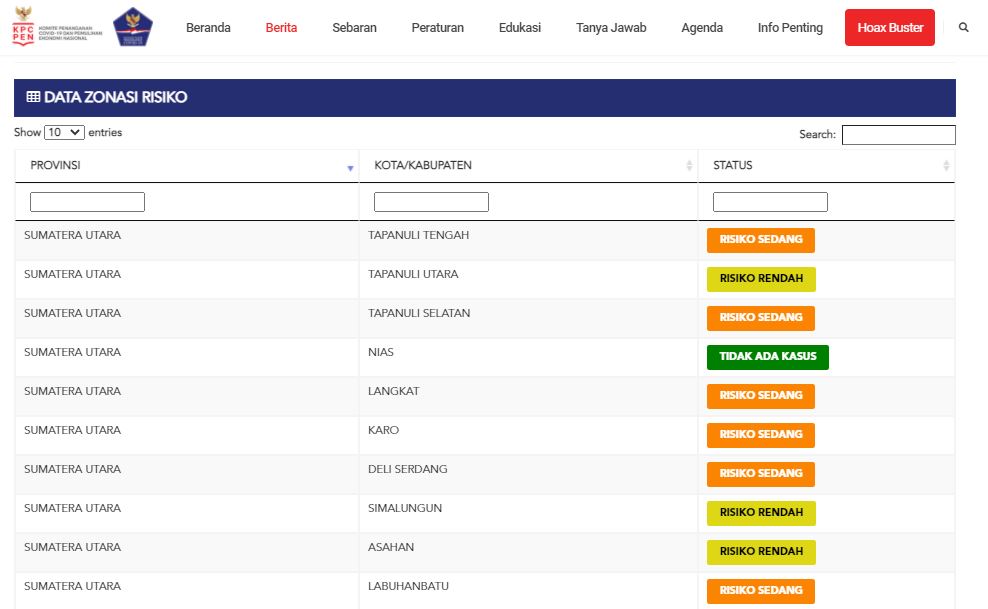 KPC
PEN
KOMITE PENANGANAN
COVID-19 DAN PEMULIHAN
EKONOMI NASIONAL
Beranda Berita Sebaran Peraturan Edukasi Tanya Jawab Agenda Info Penting Hoax Buster
DATA ZONASI RISIKO
Show 10 entries Search:
PROVINSI KOTA/KABUPATEN STATUS
SUMATERA UTARA TAPANULI TENGAH RISIKO SEDANG
SUMATERA UTARA TAPANULI UTARA RISIKO RENDAH
SUMATERA UTARA TAPANULI SELATAN RISIKO SEDANG
SUMATERA UTARA NIAS TIDAK ADA KASUS
SUMATERA UTARA LANGKAT RISIKO SEDANG
SUMATERA UTARA KARO RISIKO SEDANG
SUMATERA UTARA DELI SERDANG RISIKO SEDANG
SUMATERA UTARA SIMALUNGUN RISIKO RENDAH
SUMATERA UTARA ASAHAN RISIKO RENDAH
SUMATERA UTARA LABUHANBATU RISIKO SEDANG